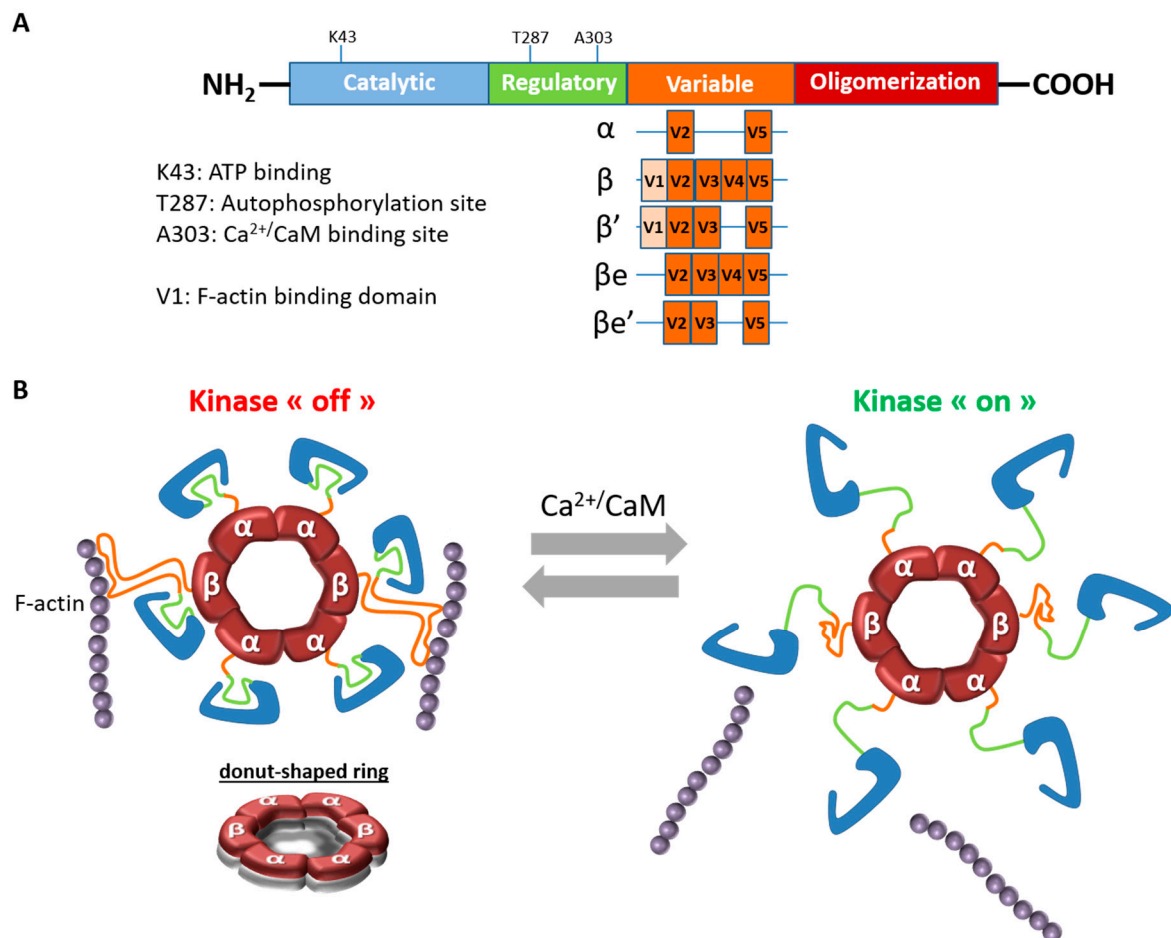 A
K43
T287
A303
NH₂
Catalytic
Regulatory
Variable
Oligomerization
COOH
α
V2
V5
K43: ATP binding
β
V1
V2
V3
V4
V5
T287: Autophosphorylation site
β’
V1
V2
V3
V5
A303: Ca²⁺/CaM binding site
βe
V2
V3
V4
V5
V1: F-actin binding domain
βe’
V2
V3
V5
B
Kinase « off »
Kinase « on »
Ca²⁺/CaM
F-actin
α
α
β
β
α
α
α
α
β
β
α
α
donut-shaped ring
α
α
β
β
α
α